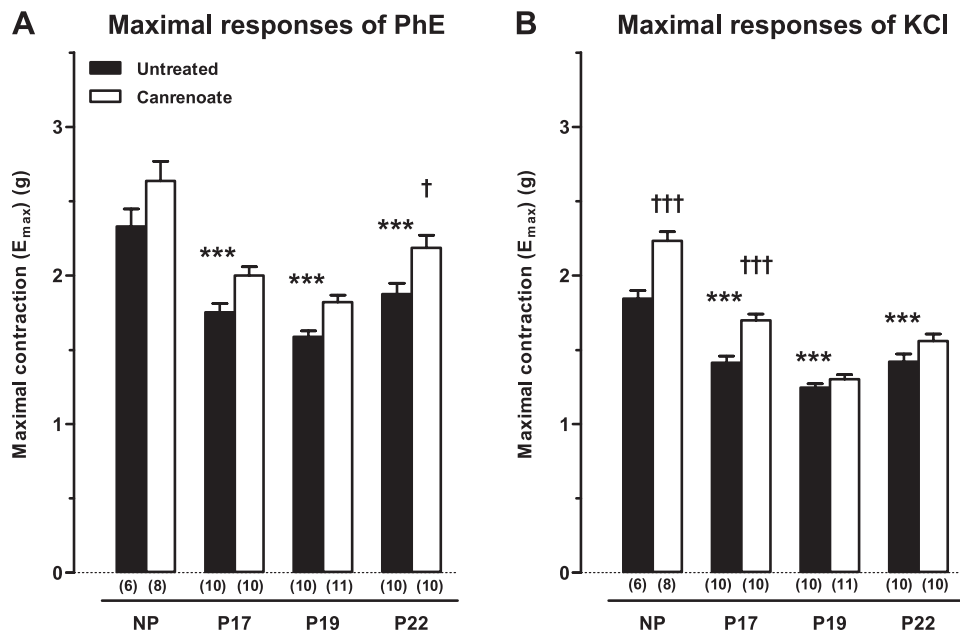 A Maximal responses of PhE
Untreated
Canrenoate
Maximal contraction (Emax) (g)
3
2
1
0
†
***
***
***
(6) (8) (10) (10) (10) (11) (10) (10)
NP P17 P19 P22
B Maximal responses of KCl
Maximal contraction (Emax) (g)
3
2
1
0
†††
†††
***
***
***
(6) (8) (10) (10) (10) (11) (10) (10)
NP P17 P19 P22